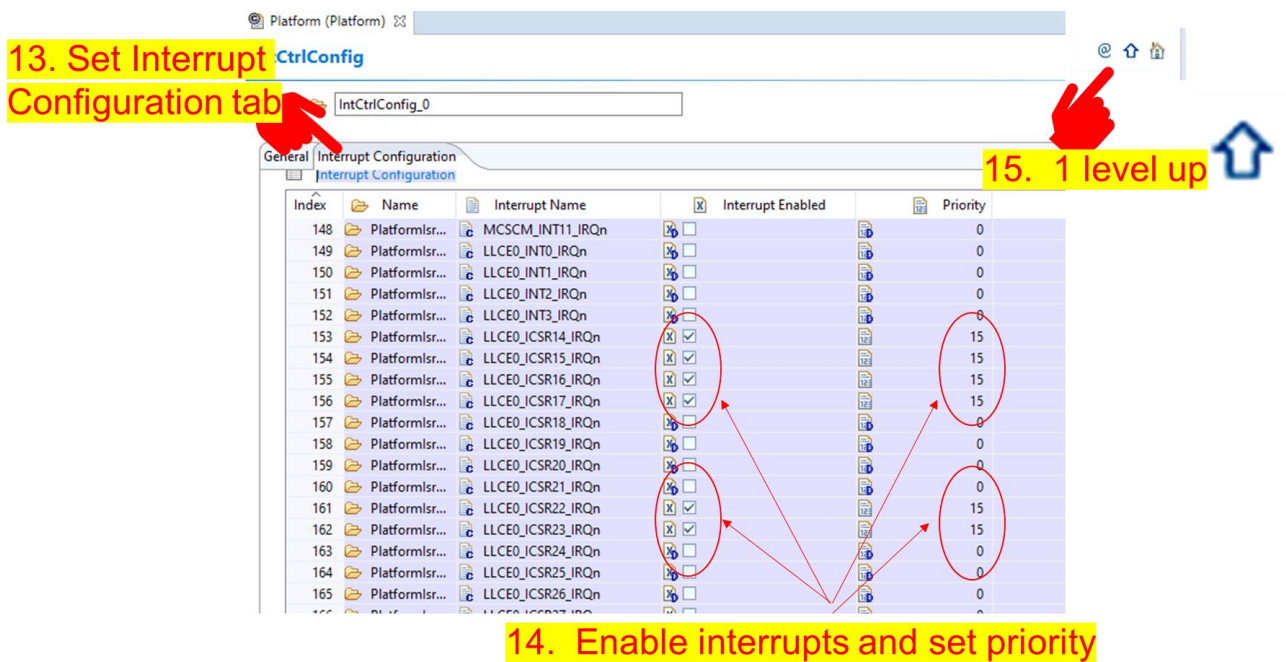 Platform (Platform)
13. Set Interrupt
Configuration tab
CtrlConfig
IntCtrlConfig_0
General Interrupt Configuration
15. 1 level up
Interrupt Configuration
Index Name Interrupt Name Interrupt Enabled Priority
148 PlatformIsr... MCSCM_INT11_IRQn 0
149 PlatformIsr... LLCE0_INT0_IRQn 0
150 PlatformIsr... LLCE0_INT1_IRQn 0
151 PlatformIsr... LLCE0_INT2_IRQn 0
152 PlatformIsr... LLCE0_INT3_IRQn 0
153 PlatformIsr... LLCE0_ICSR14_IRQn 15
154 PlatformIsr... LLCE0_ICSR15_IRQn 15
155 PlatformIsr... LLCE0_ICSR16_IRQn 15
156 PlatformIsr... LLCE0_ICSR17_IRQn 15
157 PlatformIsr... LLCE0_ICSR18_IRQn 0
158 PlatformIsr... LLCE0_ICSR19_IRQn 0
159 PlatformIsr... LLCE0_ICSR20_IRQn 0
160 PlatformIsr... LLCE0_ICSR21_IRQn 0
161 PlatformIsr... LLCE0_ICSR22_IRQn 15
162 PlatformIsr... LLCE0_ICSR23_IRQn 15
163 PlatformIsr... LLCE0_ICSR24_IRQn 0
164 PlatformIsr... LLCE0_ICSR25_IRQn 0
165 PlatformIsr... LLCE0_ICSR26_IRQn 0
14. Enable interrupts and set priority